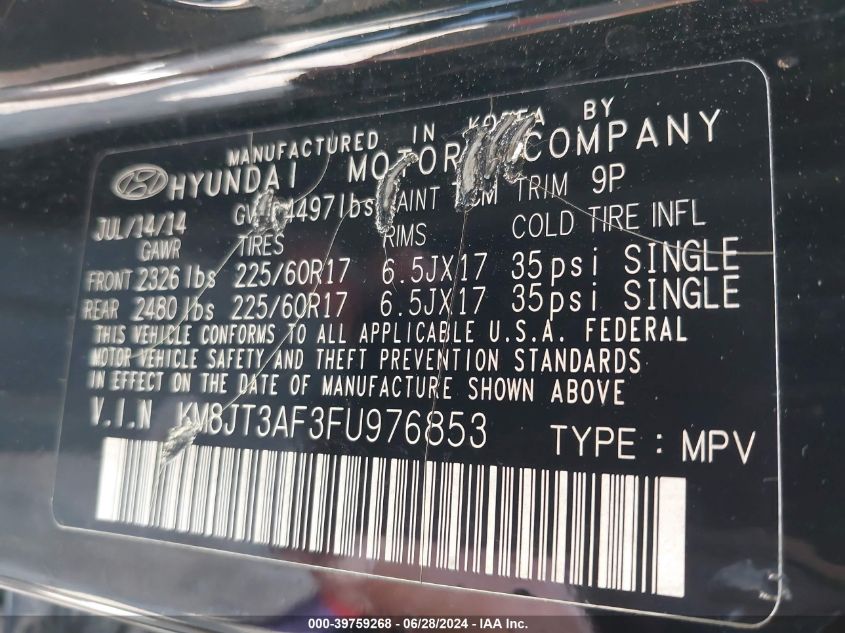 MANUFACTURED IN KOREA BY
HYUNDAI MOTOR COMPANY
JUL/14/14 4497lbs TRIM 9P
GAWR TIRES RIMS COLD TIRE INFL
FRONT 2326 lbs 225/60R17 6.5JX17 35psi SINGLE
REAR 2480 lbs 225/60R17 6.5JX17 35psi SINGLE
THIS VEHICLE CONFORMS TO ALL APPLICABLE U.S.A. FEDERAL
MOTOR VEHICLE SAFETY AND THEFT PREVENTION STANDARDS
IN EFFECT ON THE DATE OF MANUFACTURE SHOWN ABOVE
V.I.N KM8JT3AF3FU976853 TYPE : MPV
000-39759268 - 06/28/2024 - IAA Inc.